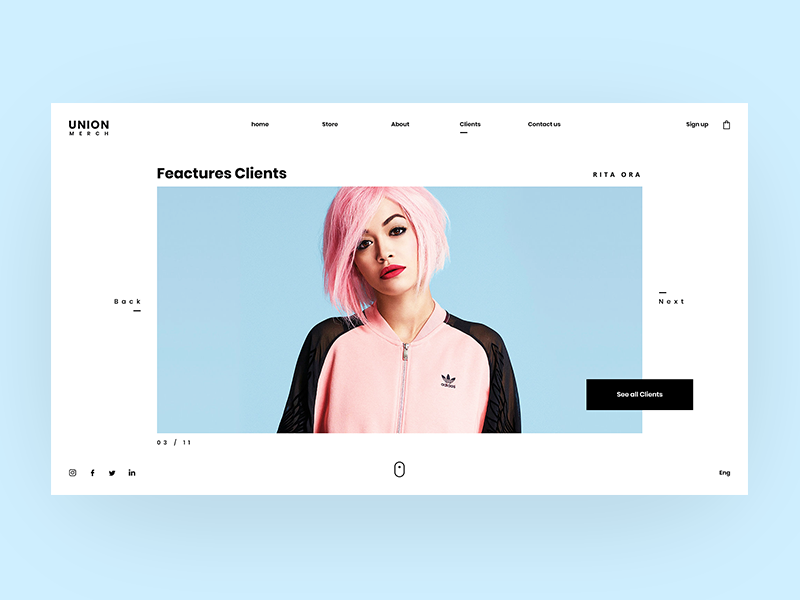 UNION
MERCH
home Store About Clients Contact us Sign up
Feactures Clients
RITA ORA
Back
Next
adidas
See all Clients
03 / 11
Eng